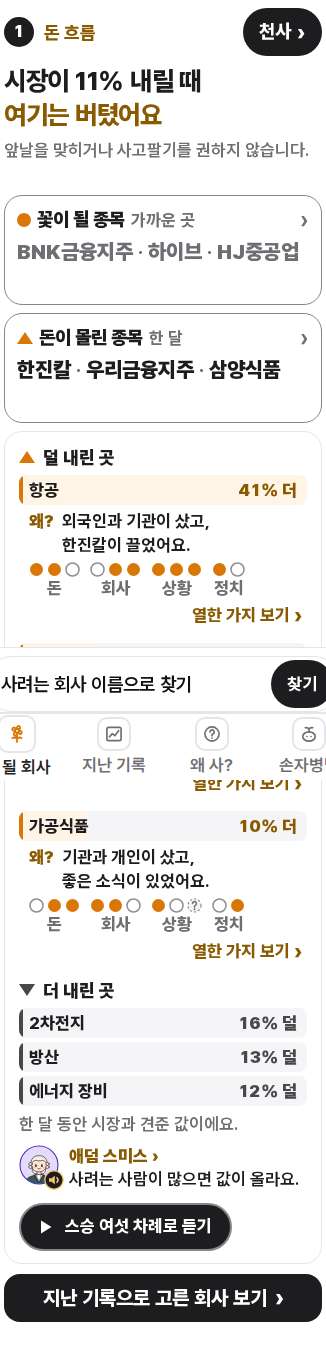 1 돈 흐름
천사 ›
시장이 11% 내릴 때
여기는 버텼어요
앞날을 맞히거나 사고팔기를 권하지 않습니다.
꽃이 될 종목 가까운 곳 ›
BNK금융지주 · 하이브 · HJ중공업
돈이 몰린 종목 한 달 ›
한진칼 · 우리금융지주 · 삼양식품
덜 내린 곳
항공 41% 더
왜? 외국인과 기관이 샀고,
한진칼이 끌었어요.
돈 회사 상황 정치
열한 가지 보기 ›
사려는 회사 이름으로 찾기 찾기
될 회사 지난 기록 왜 사? 손자병
열한 가지 보기 ›
가공식품 10% 더
왜? 기관과 개인이 샀고,
좋은 소식이 있었어요.
?
돈 회사 상황 정치
열한 가지 보기 ›
더 내린 곳
2차전지 16% 덜
방산 13% 덜
에너지 장비 12% 덜
한 달 동안 시장과 견준 값이에요.
애덤 스미스 ›
사려는 사람이 많으면 값이 올라요.
스승 여섯 차례로 듣기
지난 기록으로 고른 회사 보기 ›